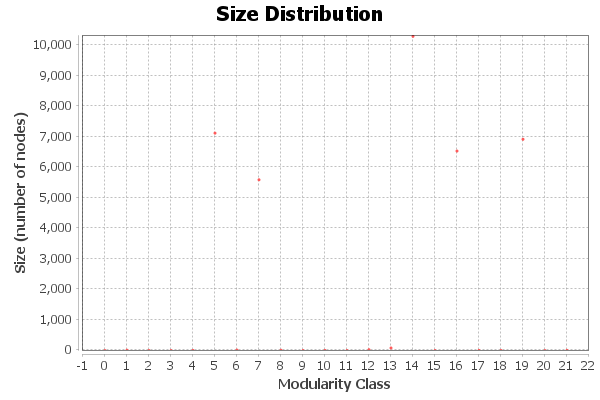 Size Distribution
Size (number of nodes)
10,000
9,000
8,000
7,000
6,000
5,000
4,000
3,000
2,000
1,000
0
-1 0 1 2 3 4 5 6 7 8 9 10 11 12 13 14 15 16 17 18 19 20 21 22
Modularity Class